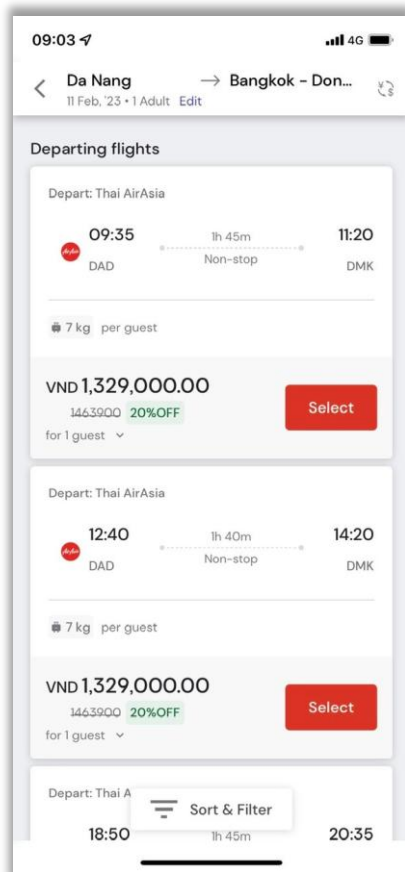 09:03 4G
Da Nang → Bangkok - Don...
11 Feb, '23 • 1 Adult Edit
Departing flights
Depart: Thai AirAsia
09:35 1h 45m 11:20
AirAsia
DAD Non-stop DMK
7 kg per guest
VND 1,329,000.00
1463900 20%OFF
Select
for 1 guest
Depart: Thai AirAsia
12:40 1h 40m 14:20
AirAsia
DAD Non-stop DMK
7 kg per guest
VND 1,329,000.00
1463900 20%OFF
Select
for 1 guest
Depart: Thai A
Sort & Filter
18:50 1h 45m 20:35